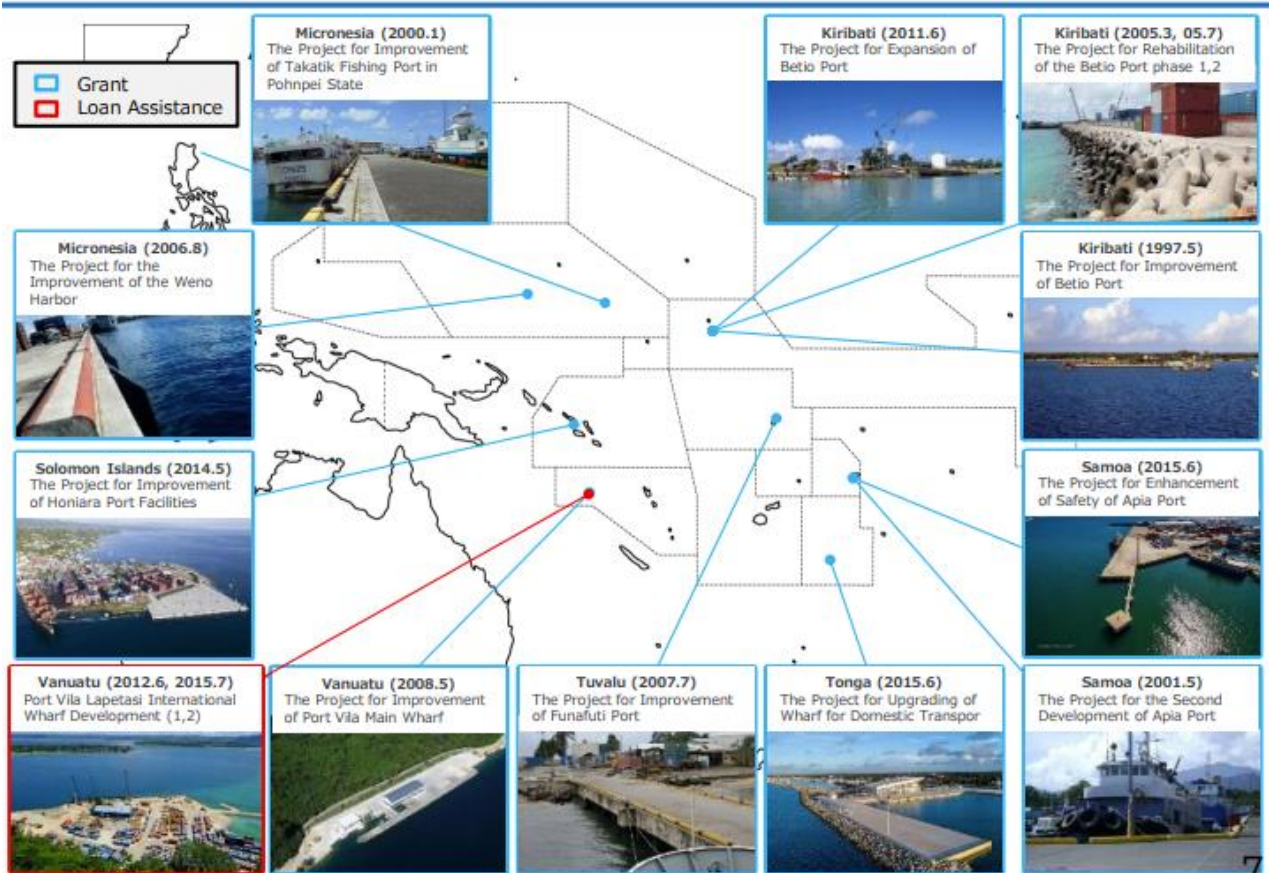 Grant
Loan Assistance
Micronesia (2000.1)
The Project for Improvement
of Takatik Fishing Port in
Pohnpei State
Kiribati (2011.6)
The Project for Expansion of
Betio Port
Kiribati (2005.3, 05.7)
The Project for Rehabilitation
of the Betio Port phase 1,2
Micronesia (2006.8)
The Project for the
Improvement of the Weno
Harbor
Kiribati (1997.5)
The Project for Improvement
of Betio Port
Solomon Islands (2014.5)
The Project for Improvement
of Honiara Port Facilities
Samoa (2015.6)
The Project for Enhancement
of Safety of Apia Port
Vanuatu (2012.6, 2015.7)
Port Vila Lapetasi International
Wharf Development (1,2)
Vanuatu (2008.5)
The Project for Improvement
of Port Vila Main Wharf
Tuvalu (2007.7)
The Project for Improvement
of Funafuti Port
Tonga (2015.6)
The Project for Upgrading of
Wharf for Domestic Transpor
Samoa (2001.5)
The Project for the Second
Development of Apia Port
7